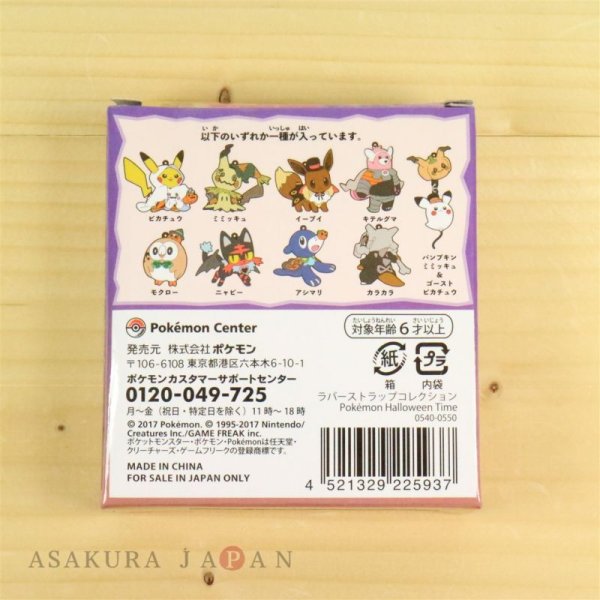 以下のいずれか一種が入っています。
ピカチュウ
ミミッキュ
イーブイ
キテルグマ
モクロー
ニャビー
アシマリ
カラカラ
パンプキン
ミミッキュ
&
ゴースト
ピカチュウ
Pokémon Center
発売元 株式会社ポケモン
〒106-6108 東京都港区六本木6-10-1
ポケモンカスタマーサポートセンター
0120-049-725
月〜金（祝日・特定日を除く）11時〜18時
© 2017 Pokémon. © 1995-2017 Nintendo/
Creatures Inc./GAME FREAK inc.
ポケットモンスター・ポケモン・Pokémonは任天堂・
クリーチャーズ・ゲームフリークの登録商標です。
MADE IN CHINA
FOR SALE IN JAPAN ONLY
対象年齢6才以上
紙
箱
プラ
内袋
ラバーストラップコレクション
Pokémon Halloween Time
0540-0550
4 521329 225937
ASAKURA JAPAN